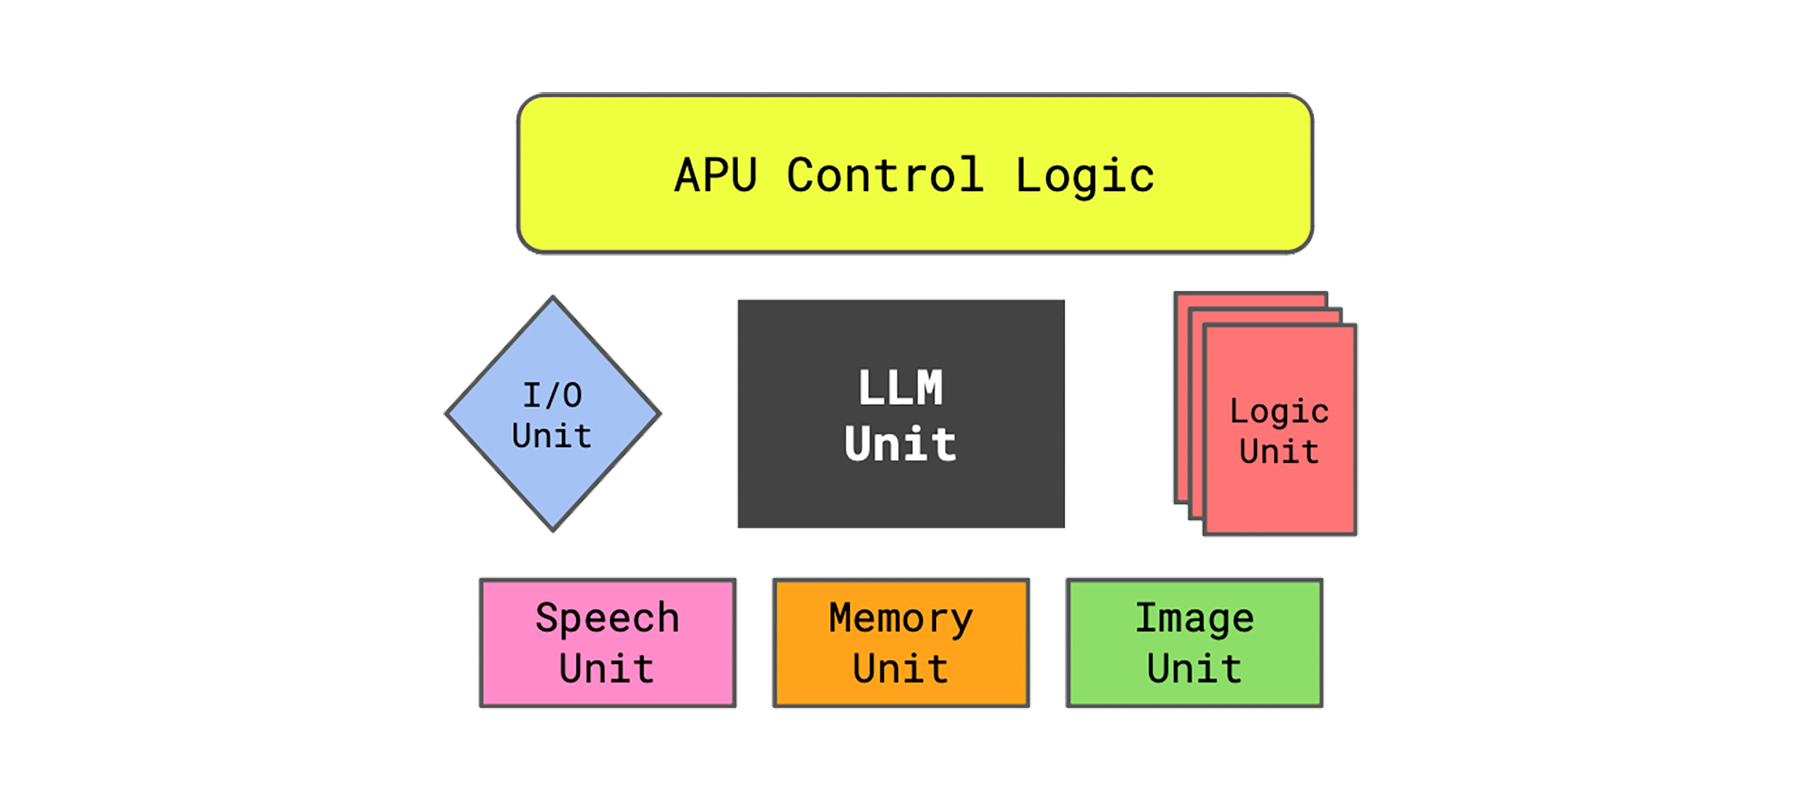 APU Control Logic
I/O
Unit
LLM
Unit
Logic
Unit
Speech
Unit
Memory
Unit
Image
Unit